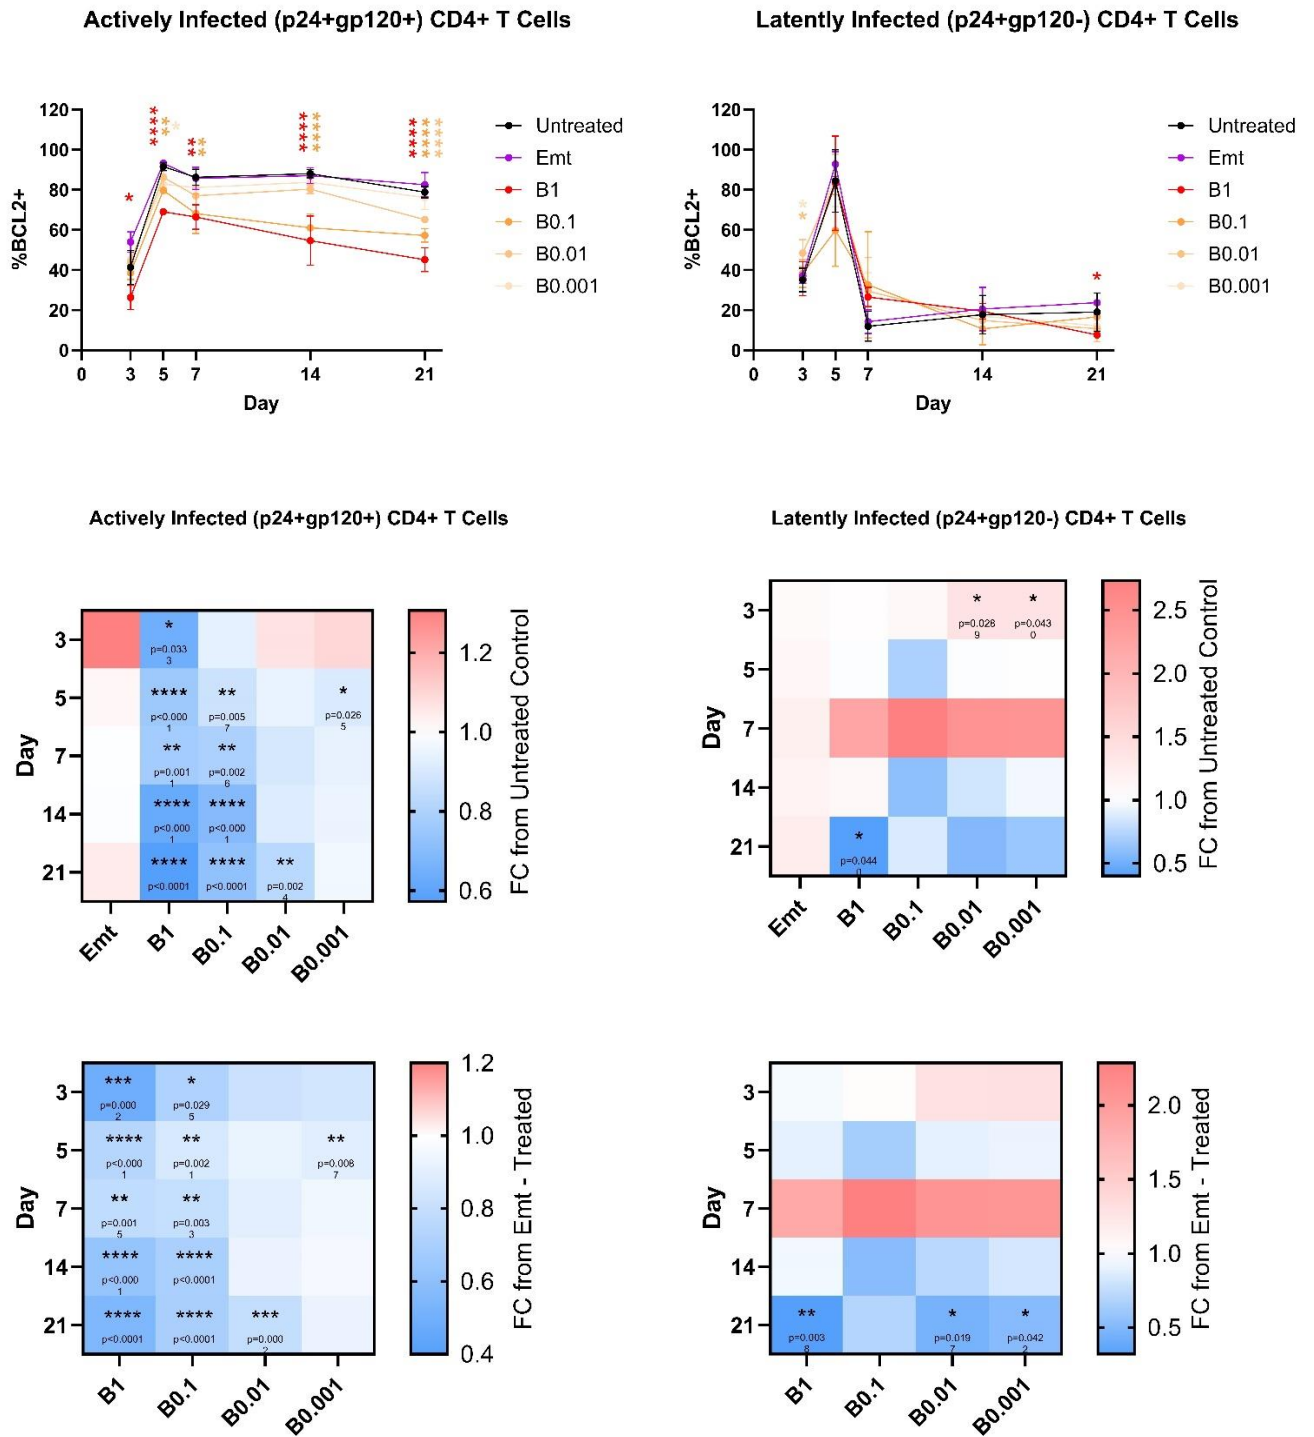 Actively Infected (p24+gp120+) CD4+ T Cells
Latently Infected (p24+gp120-) CD4+ T Cells
%BCL2+
120
100
80
60
40
20
0
*
****
**
*
**
**
****
****
****
****
****
0 3 5 7 14 21
Day
Untreated
Emt
B1
B0.1
B0.01
B0.001
%BCL2+
120
100
80
60
40
20
0
*
*
*
0 3 5 7 14 21
Day
Untreated
Emt
B1
B0.1
B0.01
B0.001
Actively Infected (p24+gp120+) CD4+ T Cells
Day
3
5
7
14
21
*
p=0.033
3
**** ** *
p<0.000 p=0.005 p=0.026
1 7 5
** **
p=0.001 p=0.002
1 6
**** ****
p<0.000 p<0.000
1 1
**** **** **
p<0.0001 p<0.0001 p=0.002
4
Emt B1 B0.1 B0.01 B0.001
1.2
1.0
0.8
0.6
FC from Untreated Control
Latently Infected (p24+gp120-) CD4+ T Cells
Day
3
5
7
14
21
* *
p=0.028 p=0.043
9 0
*
p=0.044
0
Emt B1 B0.1 B0.01 B0.001
2.5
2.0
1.5
1.0
0.5
FC from Untreated Control
Day
3
5
7
14
21
*** *
p=0.000 p=0.029
2 5
**** ** **
p<0.000 p=0.002 p=0.008
1 1 7
** **
p=0.001 p=0.003
5 3
**** ****
p<0.000 p<0.0001
1
**** **** ***
p<0.0001 p<0.0001 p=0.000
2
B1 B0.1 B0.01 B0.001
1.2
1.0
0.8
0.6
0.4
FC from Emt - Treated
Day
3
5
7
14
21
** * *
p=0.003 p=0.019 p=0.042
8 7 2
B1 B0.1 B0.01 B0.001
2.0
1.5
1.0
0.5
FC from Emt - Treated